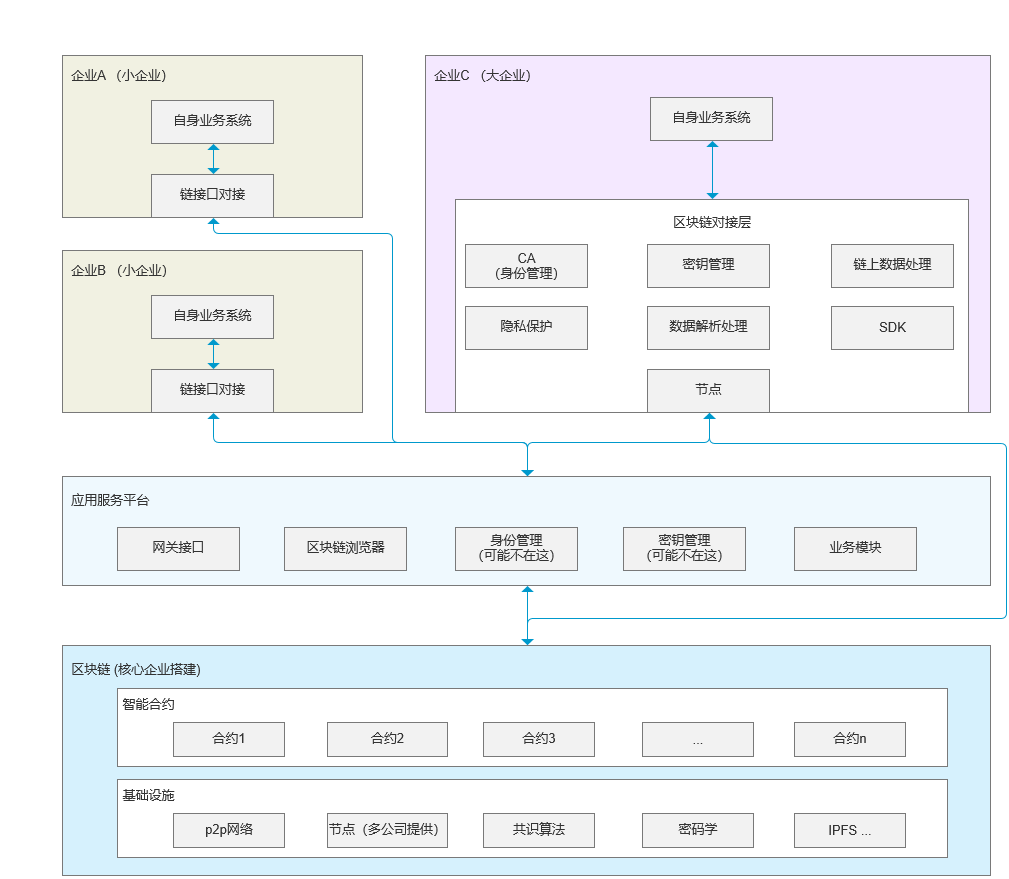 企业A （小企业）
自身业务系统
链接口对接
企业B （小企业）
自身业务系统
链接口对接
企业C （大企业）
自身业务系统
区块链对接层
CA
（身份管理）
密钥管理
链上数据处理
隐私保护
数据解析处理
SDK
节点
应用服务平台
网关接口
区块链浏览器
身份管理
（可能不在这）
密钥管理
（可能不在这）
业务模块
区块链 (核心企业搭建)
智能合约
合约1
合约2
合约3
...
合约n
基础设施
p2p网络
节点（多公司提供）
共识算法
密码学
IPFS ...